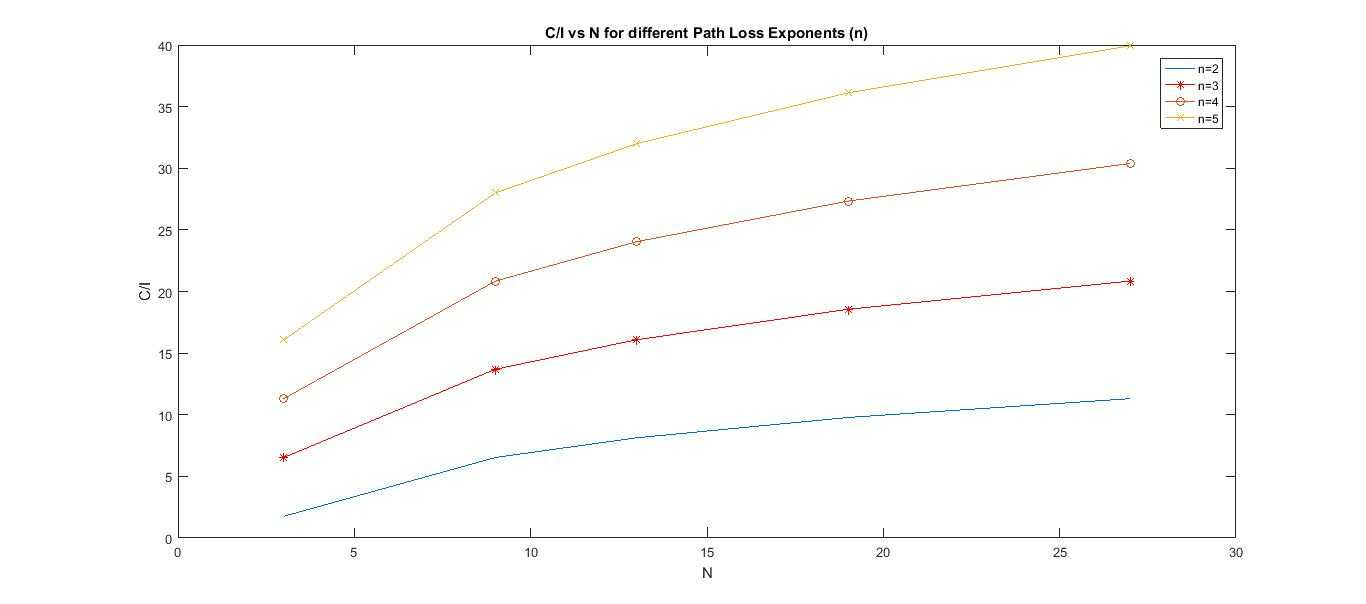 C/I vs N for different Path Loss Exponents (n)
40
35
30
25
20
15
10
5
0
C/I
0 5 10 15 20 25 30
N
n=2
n=3
n=4
n=5